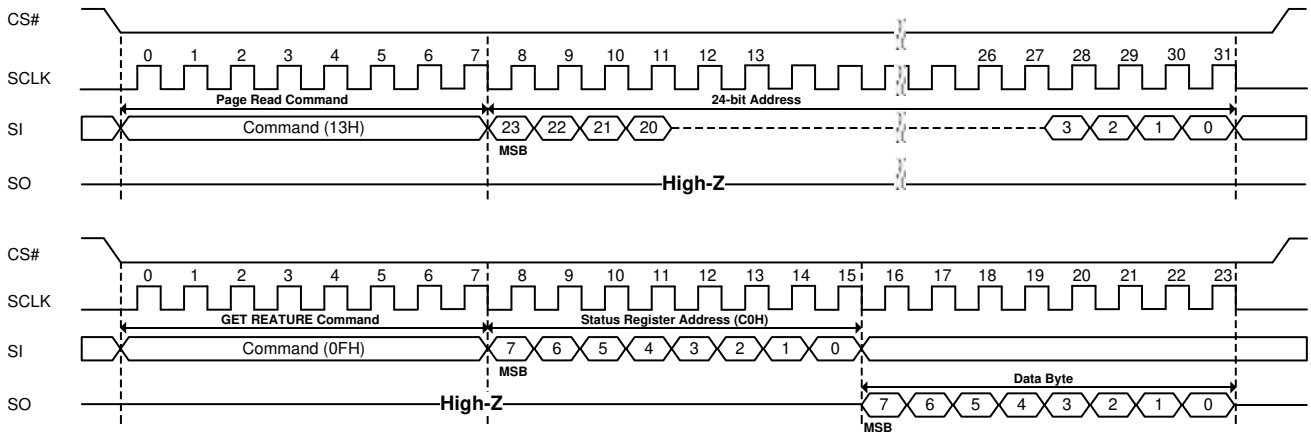 CS#
0 1 2 3 4 5 6 7 8 9 10 11 12 13 26 27 28 29 30 31
SCLK
Page Read Command 24-bit Address
SI Command (13H) 23 22 21 20 3 2 1 0
MSB
SO High-Z
CS#
0 1 2 3 4 5 6 7 8 9 10 11 12 13 14 15 16 17 18 19 20 21 22 23
SCLK
GET REATURE Command Status Register Address (C0H)
SI Command (0FH) 7 6 5 4 3 2 1 0
MSB
Data Byte
SO High-Z 7 6 5 4 3 2 1 0
MSB